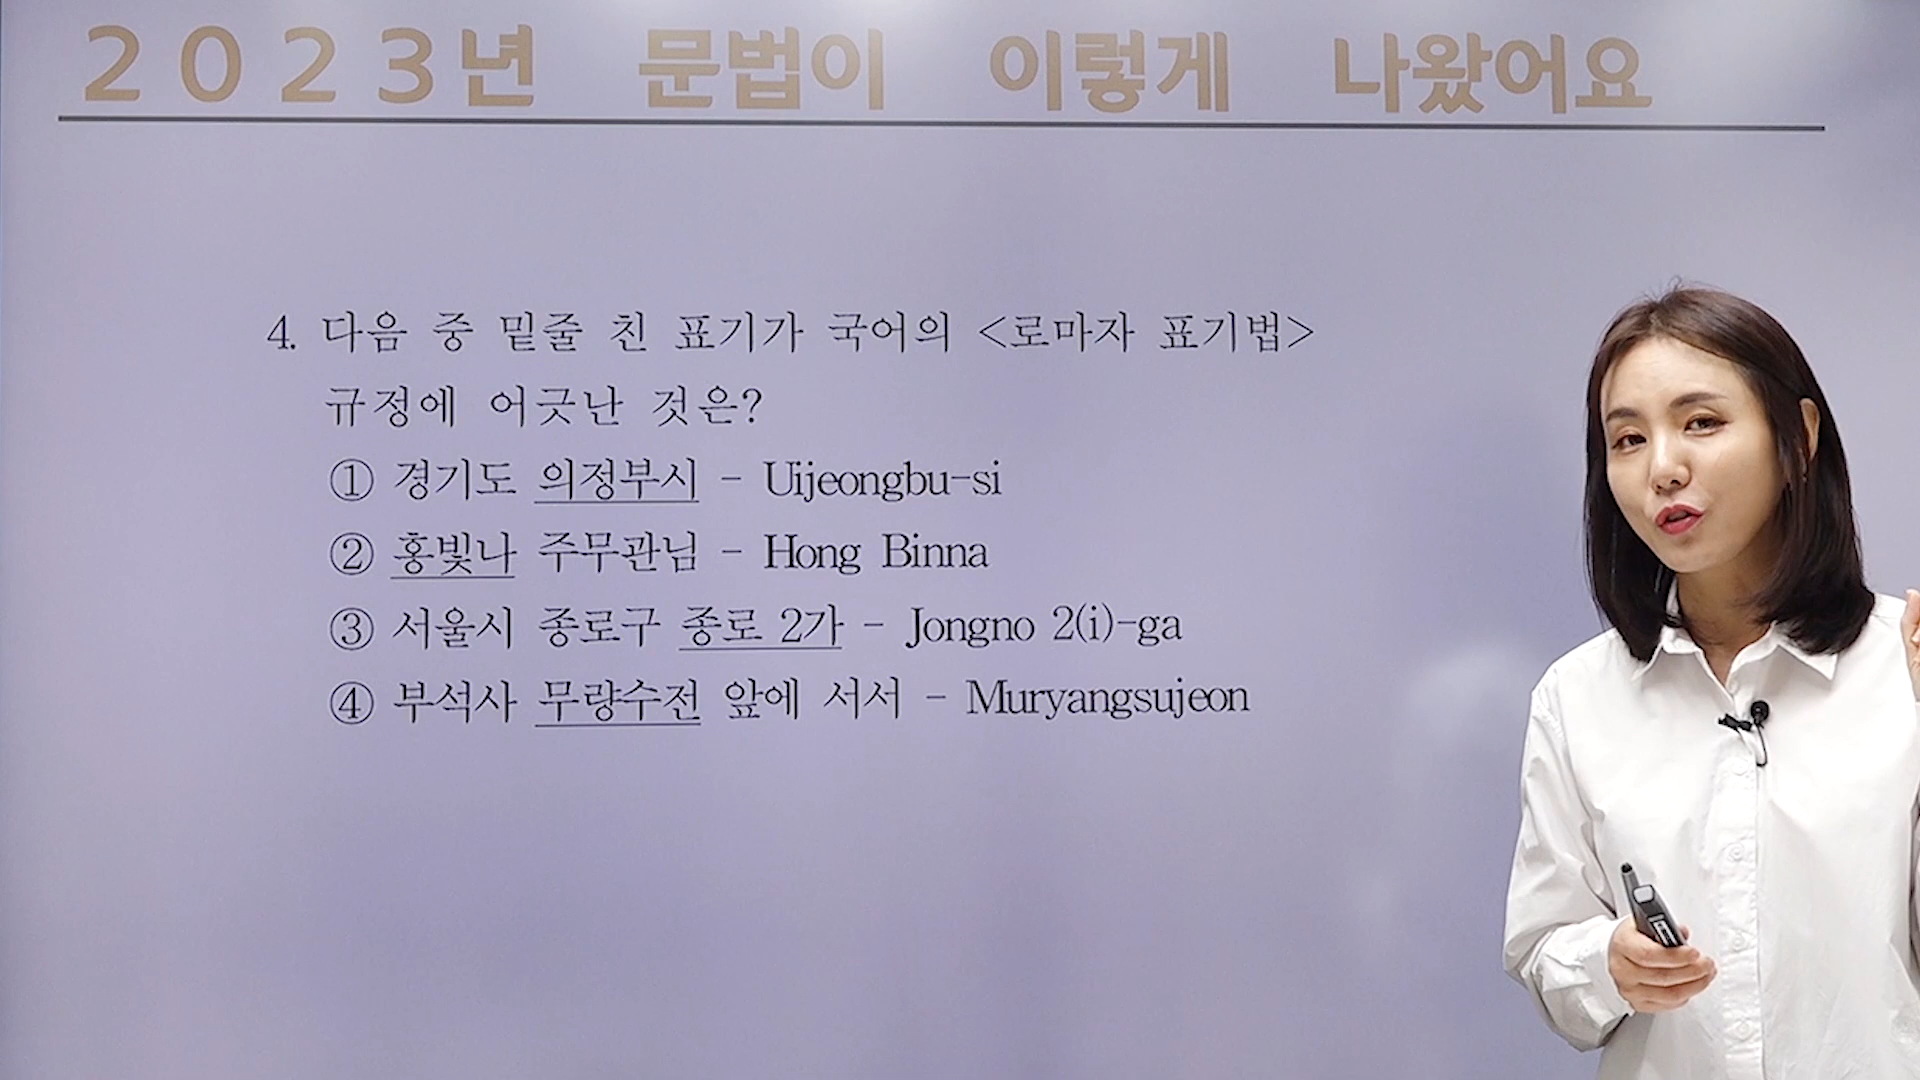 2023년 문법이 이렇게 나왔어요
4. 다음 중 밑줄 친 표기가 국어의 <로마자 표기법>
규정에 어긋난 것은?
① 경기도 의정부시 - Uijeongbu-si
② 홍빛나 주무관님 - Hong Binna
③ 서울시 종로구 종로 2가 - Jongno 2(i)-ga
④ 부석사 무량수전 앞에 서서 - Muryangsujeon